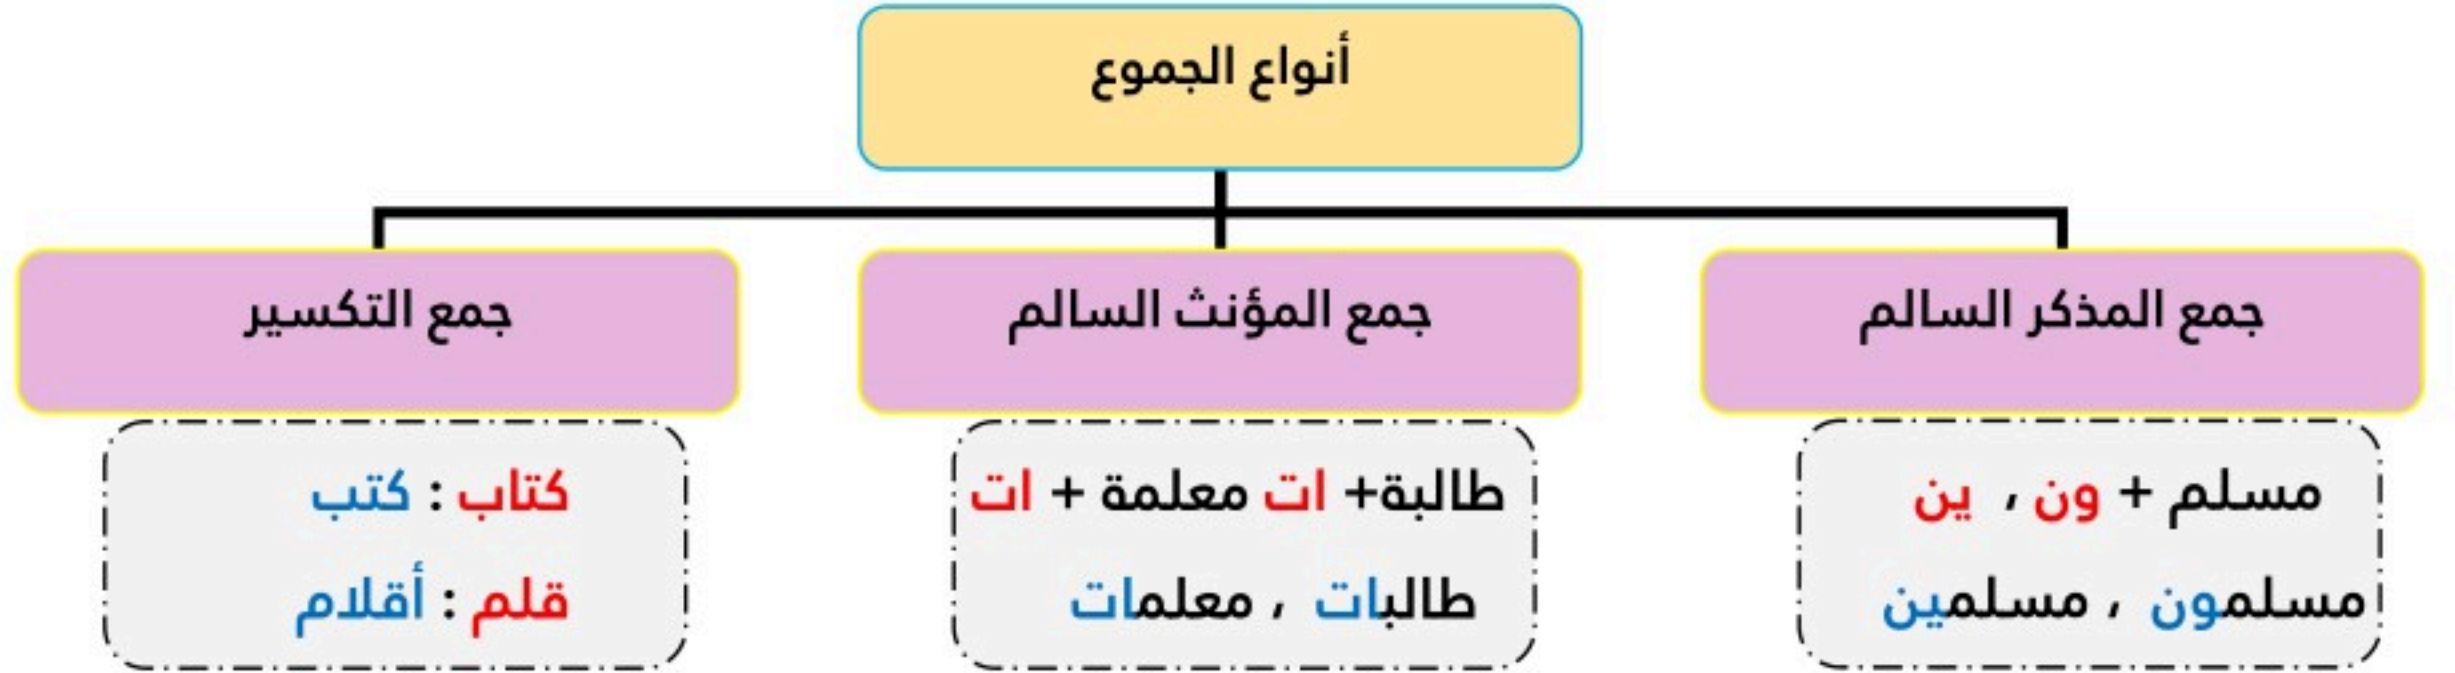 أنواع الجموع
جمع المذكر السالم
مسلم + ون ، ين
مسلمون ، مسلمين
جمع المؤنث السالم
طالبة+ ات معلمة + ات
طالبات ، معلمات
جمع التكسير
كتاب : كتب
قلم : أقلام